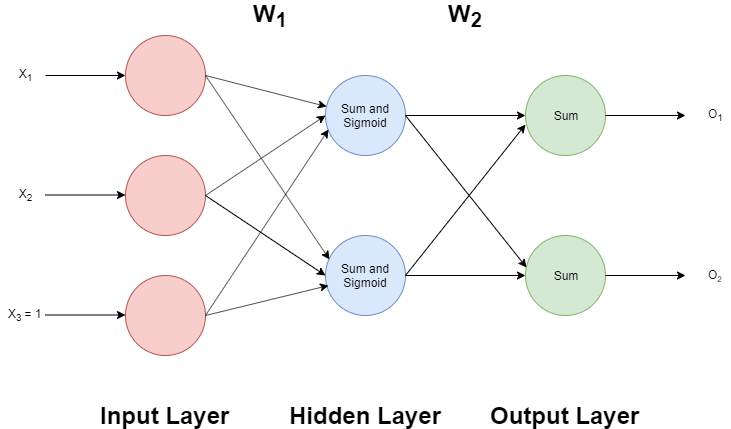 W₁
W₂
X₁
Sum and
Sigmoid
Sum
O₁
X₂
X₃ = 1
Sum and
Sigmoid
Sum
O₂
Input Layer
Hidden Layer
Output Layer